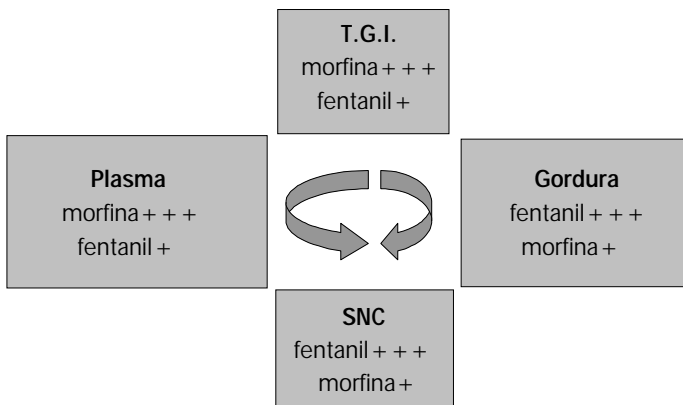 T.G.I.
morfina + + +
fentanil +
Plasma
morfina + + +
fentanil +
Gordura
fentanil + + +
morfina +
SNC
fentanil + + +
morfina +